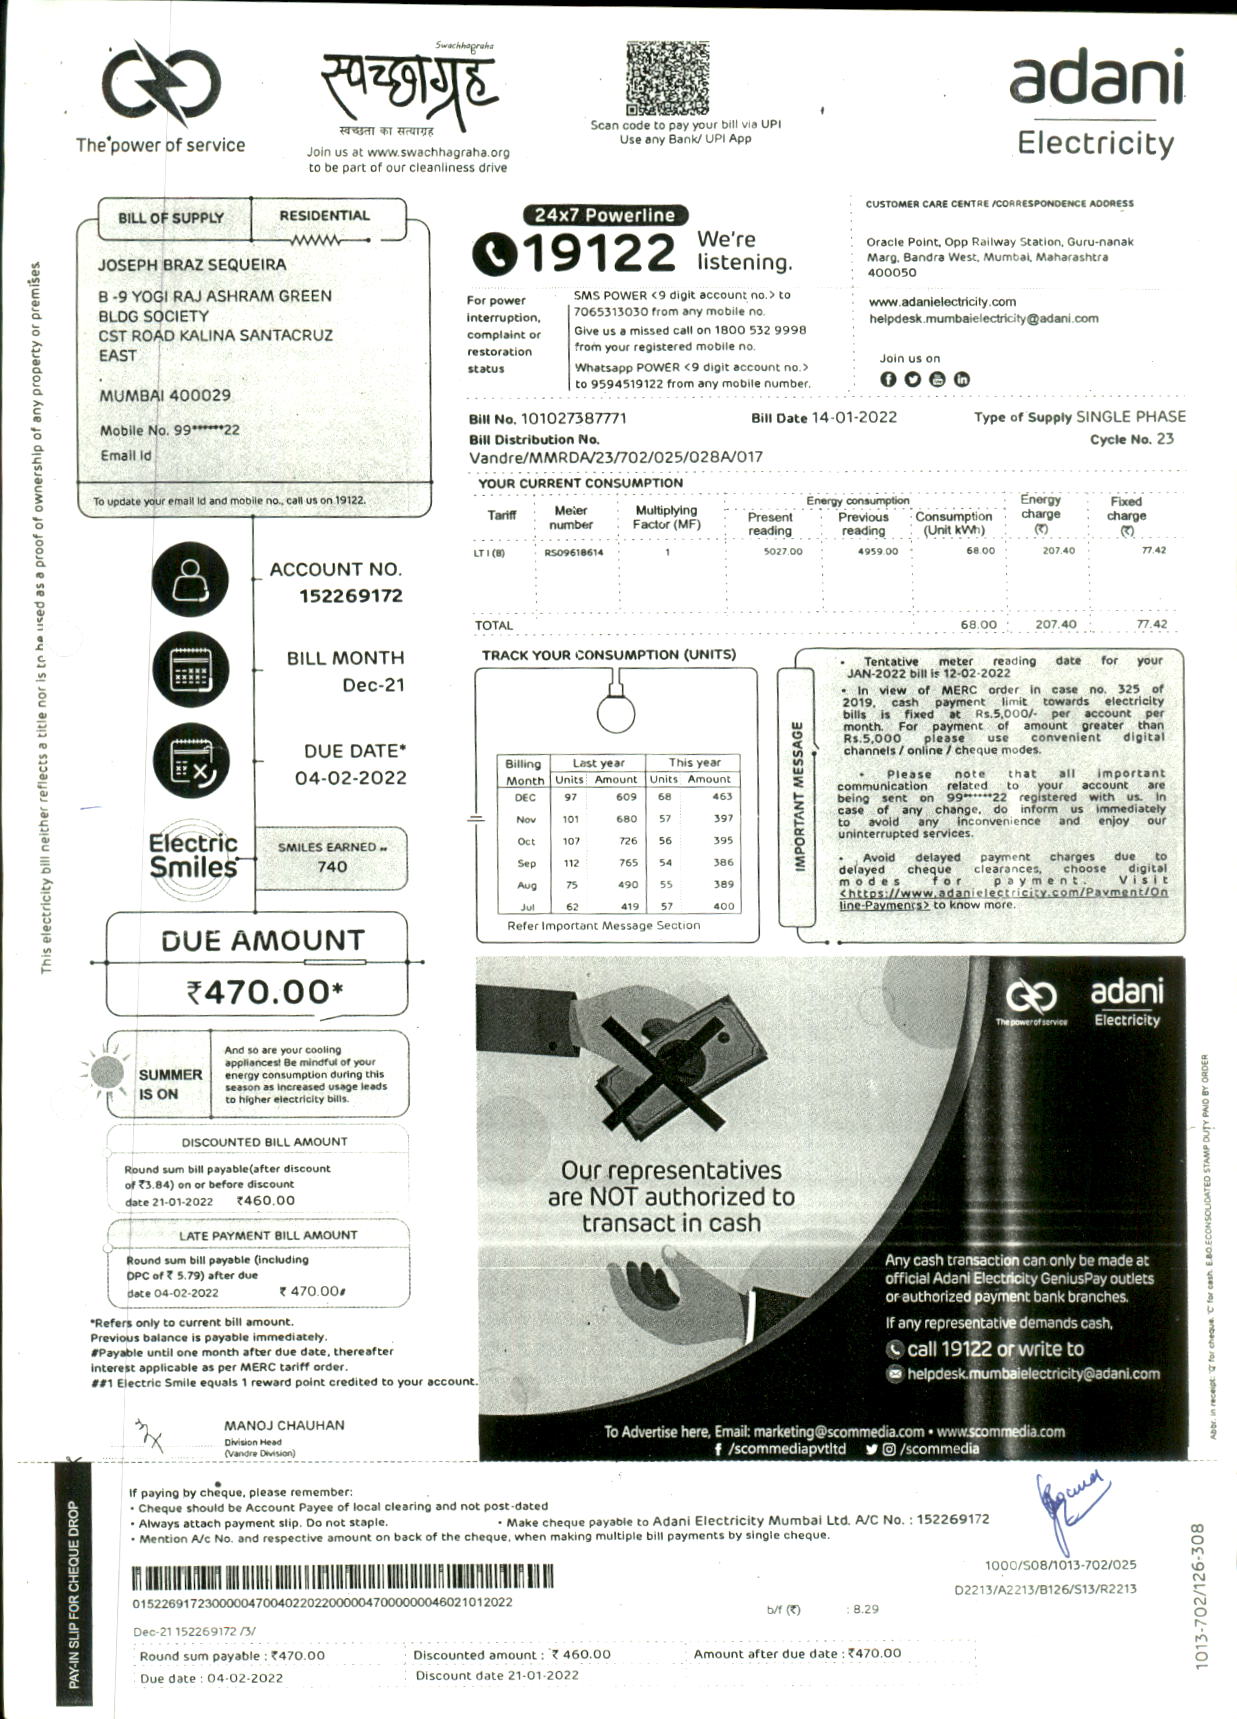 The power of service
Swachhagraha
स्वच्छाग्रह
स्वच्छता का सत्याग्रह
Join us at www.swachhagraha.org
to be part of our cleanliness drive
Scan code to pay your bill via UPI
Use any Bank/ UPI App
adani
Electricity
BILL OF SUPPLY
RESIDENTIAL
JOSEPH BRAZ SEQUEIRA
B -9 YOGI RAJ ASHRAM GREEN
BLDG SOCIETY
CST ROAD KALINA SANTACRUZ
EAST
.
MUMBAI 400029
Mobile No. 99******22
Email Id
To update your email Id and mobile no., call us on 19122.
24x7 Powerline
19122 We're listening.
For power interruption, complaint or restoration status
SMS POWER <9 digit account no.> to
7065313030 from any mobile no.
Give us a missed call on 1800 532 9998
from your registered mobile no.
Whatsapp POWER <9 digit account no.>
to 9594519122 from any mobile number.
CUSTOMER CARE CENTRE /CORRESPONDENCE ADDRESS
Oracle Point, Opp Railway Station, Guru-nanak
Marg, Bandra West, Mumbai, Maharashtra
400050
www.adanielectricity.com
helpdesk.mumbaielectricity@adani.com
Join us on
Bill No. 101027387771 Bill Date 14-01-2022 Type of Supply SINGLE PHASE
Bill Distribution No. Cycle No. 23
Vandre/MMRDA/23/702/025/028A/017
YOUR CURRENT CONSUMPTION
Tariff Meter number Multiplying Factor (MF) Energy consumption Present reading Previous reading Consumption (Unit kWh) Energy charge (₹) Fixed charge (₹)
LT I (B) RS09618614 1 5027.00 4959.00 68.00 207.40 77.42
TOTAL 68.00 207.40 77.42
This electricity bill neither reflects a title nor is to be used as a proof of ownership of any property or premises
ACCOUNT NO.
152269172
BILL MONTH
Dec-21
DUE DATE*
04-02-2022
Electric
Smiles
SMILES EARNED ##
740
DUE AMOUNT
₹470.00*
TRACK YOUR CONSUMPTION (UNITS)
Billing Last year This year
Month Units Amount Units Amount
DEC 97 609 68 463
Nov 101 680 57 397
Oct 107 726 56 395
Sep 112 765 54 386
Aug 75 490 55 389
Jul 62 419 57 400
Refer Important Message Section
IMPORTANT MESSAGE
• Tentative meter reading date for your
JAN-2022 bill is 12-02-2022
• In view of MERC order in case no. 325 of
2019, cash payment limit towards electricity
bills is fixed at Rs.5,000/- per account per
month. For payment of amount greater than
Rs.5,000 please use convenient digital
channels / online / cheque modes.
• Please note that all important
communication related to your account are
being sent on 99******22 registered with us. In
case of any change, do inform us immediately
to avoid any inconvenience and enjoy our
uninterrupted services.
• Avoid delayed payment charges due to
delayed cheque clearances, choose digital
modes for payment. Visit
<https://www.adanielectricity.com/Payment/On
line-Payments> to know more.
SUMMER
IS ON
And so are your cooling
appliances! Be mindful of your
energy consumption during this
season as increased usage leads
to higher electricity bills.
DISCOUNTED BILL AMOUNT
Round sum bill payable(after discount
of ₹3.84) on or before discount
date 21-01-2022 ₹460.00
LATE PAYMENT BILL AMOUNT
Round sum bill payable (including
DPC of ₹ 5.79) after due
date 04-02-2022 ₹ 470.00#
*Refers only to current bill amount.
Previous balance is payable immediately.
#Payable until one month after due date, thereafter
interest applicable as per MERC tariff order.
##1 Electric Smile equals 1 reward point credited to your account.
MANOJ CHAUHAN
Division Head
(Vandre Division)
The power of service
adani
Electricity
Our representatives
are NOT authorized to
transact in cash
Any cash transaction can only be made at
official Adani Electricity GeniusPay outlets
or authorized payment bank branches.
If any representative demands cash,
call 19122 or write to
helpdesk.mumbaielectricity@adani.com
To Advertise here, Email: marketing@scommedia.com • www.scommedia.com
/scommediapvtltd /scommedia
Abbr. in receipt: 'Q' for cheque. 'C' for cash. E.&O.E CONSOLIDATED STAMP DUTY PAID BY ORDER
PAY-IN SLIP FOR CHEQUE DROP
If paying by cheque, please remember:
• Cheque should be Account Payee of local clearing and not post-dated
• Always attach payment slip. Do not staple. • Make cheque payable to Adani Electricity Mumbai Ltd. A/C No. : 152269172
• Mention A/c No. and respective amount on back of the cheque, when making multiple bill payments by single cheque.
1000/S08/1013-702/025
D2213/A2213/B126/S13/R2213
b/f (₹) : 8.29
Dec-21 152269172 /3/
Round sum payable : ₹470.00 Discounted amount : ₹ 460.00 Amount after due date : ₹470.00
Due date : 04-02-2022 Discount date 21-01-2022
1013-702/126-308